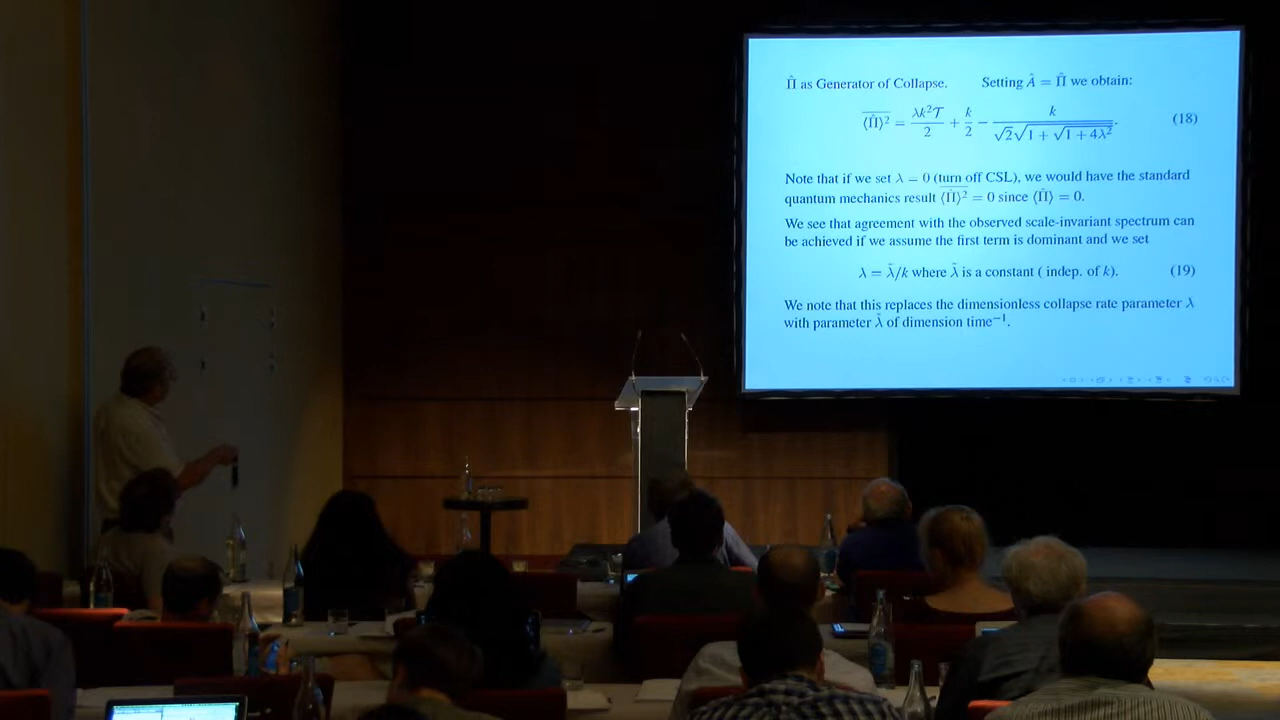 Π̂ as Generator of Collapse. Setting Â = Π̂ we obtain:
\overline{⟨Π̂⟩²} = λk²𝒯/2 + k/2 − k/(√2√(1 + √(1 + 4λ²))). (18)
Note that if we set λ = 0 (turn off CSL), we would have the standard
quantum mechanics result \overline{⟨Π̂⟩²} = 0 since ⟨Π̂⟩ = 0.
We see that agreement with the observed scale-invariant spectrum can
be achieved if we assume the first term is dominant and we set
λ = λ̃/k where λ̃ is a constant ( indep. of k). (19)
We note that this replaces the dimensionless collapse rate parameter λ
with parameter λ̃ of dimension time⁻¹.